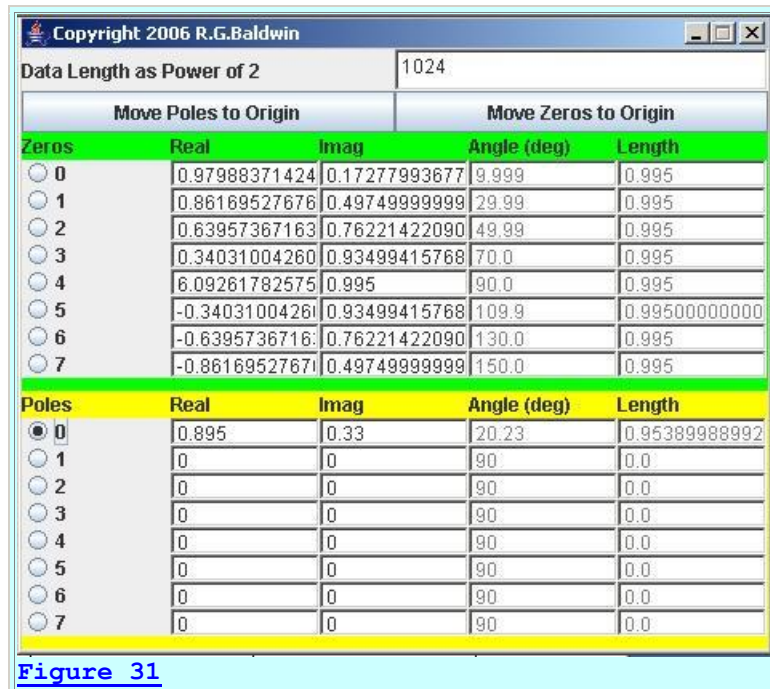 Copyright 2006 R.G.Baldwin
Data Length as Power of 2 1024
Move Poles to Origin Move Zeros to Origin
Zeros Real Imag Angle (deg) Length
0 0.97988371424 0.17277993677 9.999 0.995
1 0.86169527676 0.49749999999 29.99 0.995
2 0.63957367163 0.76221422090 49.99 0.995
3 0.34031004260 0.93499415768 70.0 0.995
4 6.09261782575 0.995 90.0 0.995
5 -0.3403100426 0.93499415768 109.9 0.99500000000
6 -0.6395736716 0.76221422090 130.0 0.995
7 -0.8616952767 0.49749999999 150.0 0.995
Poles Real Imag Angle (deg) Length
0 0.895 0.33 20.23 0.95389988992
1 0 0 90 0.0
2 0 0 90 0.0
3 0 0 90 0.0
4 0 0 90 0.0
5 0 0 90 0.0
6 0 0 90 0.0
7 0 0 90 0.0
Figure 31